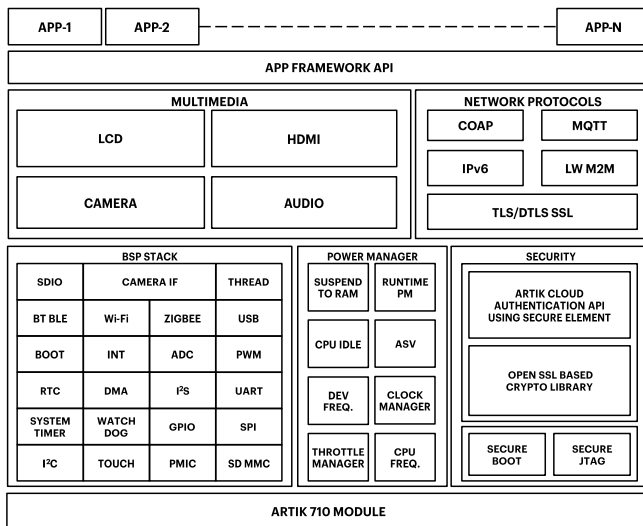 APP-1
APP-2
APP-N
APP FRAMEWORK API
MULTIMEDIA
LCD
HDMI
CAMERA
AUDIO
NETWORK PROTOCOLS
COAP
MQTT
IPv6
LW M2M
TLS/DTLS SSL
BSP STACK
SDIO
CAMERA IF
THREAD
BT BLE
Wi-Fi
ZIGBEE
USB
BOOT
INT
ADC
PWM
RTC
DMA
I²S
UART
SYSTEM
TIMER
WATCH
DOG
GPIO
SPI
I²C
TOUCH
PMIC
SD MMC
POWER MANAGER
SUSPEND
TO RAM
RUNTIME
PM
CPU IDLE
ASV
DEV
FREQ.
CLOCK
MANAGER
THROTTLE
MANAGER
CPU
FREQ.
SECURITY
ARTIK CLOUD
AUTHENTICATION API
USING SECURE ELEMENT
OPEN SSL BASED
CRYPTO LIBRARY
SECURE
BOOT
SECURE
JTAG
ARTIK 710 MODULE